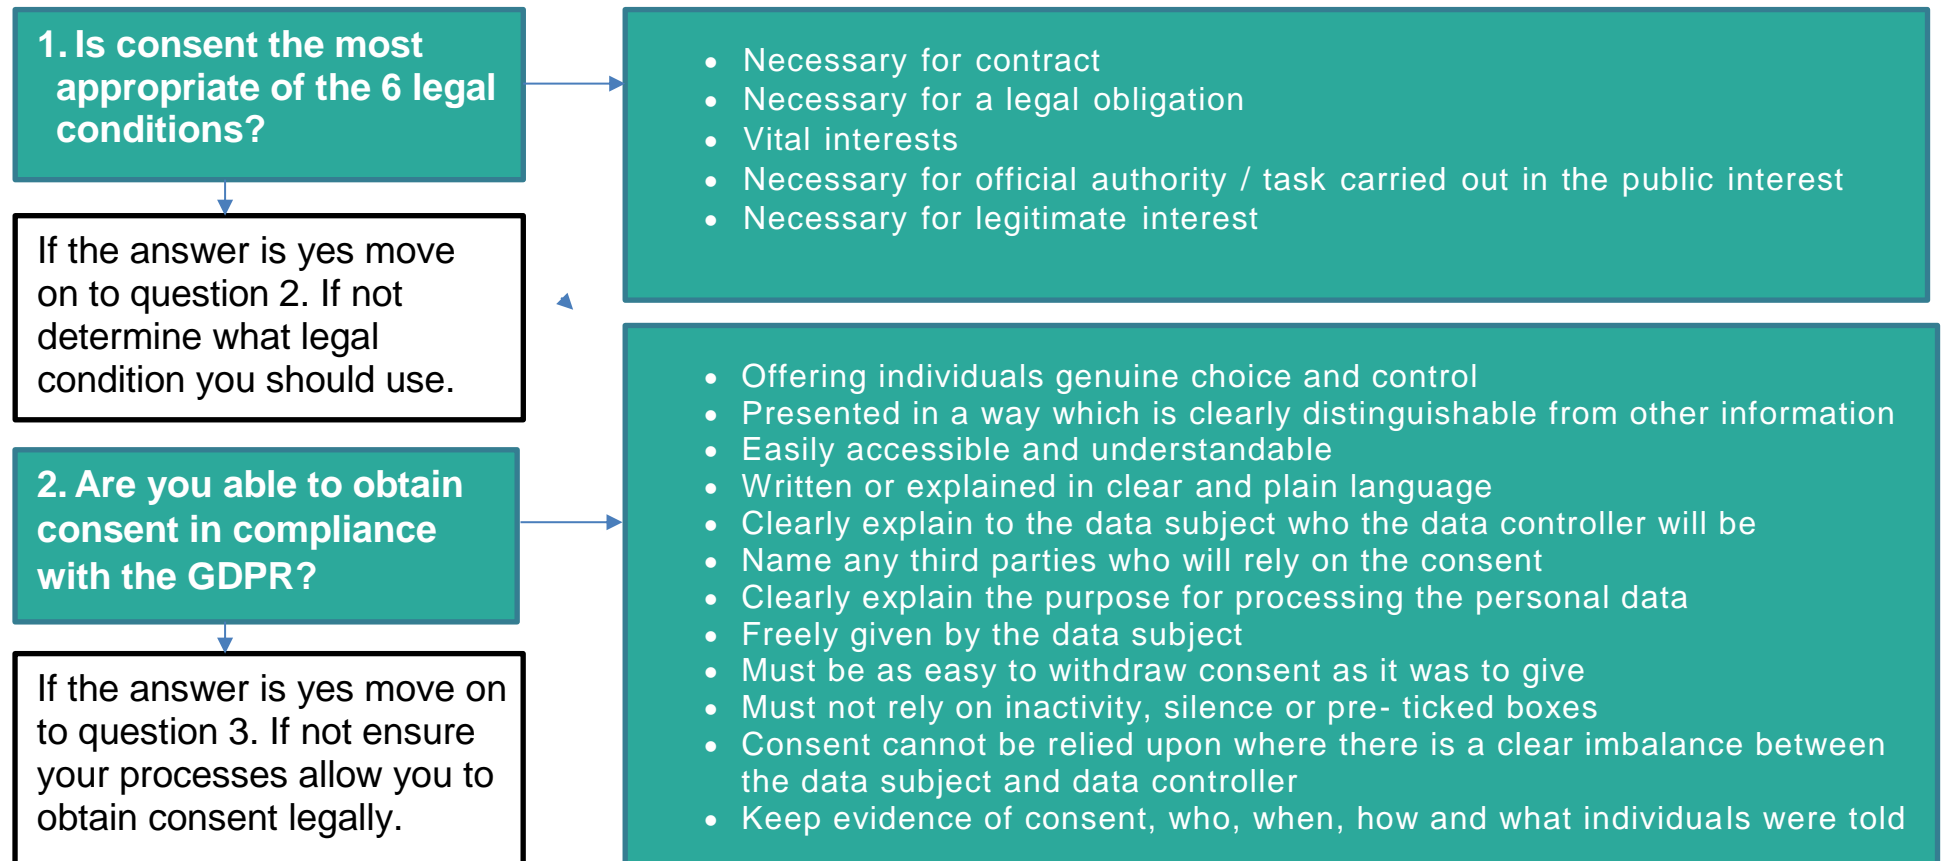 1. Is consent the most
appropriate of the 6 legal
conditions?
• Necessary for contract
• Necessary for a legal obligation
• Vital interests
• Necessary for official authority / task carried out in the public interest
• Necessary for legitimate interest
If the answer is yes move
on to question 2. If not
determine what legal
condition you should use.
2. Are you able to obtain
consent in compliance
with the GDPR?
• Offering individuals genuine choice and control
• Presented in a way which is clearly distinguishable from other information
• Easily accessible and understandable
• Written or explained in clear and plain language
• Clearly explain to the data subject who the data controller will be
• Name any third parties who will rely on the consent
• Clearly explain the purpose for processing the personal data
• Freely given by the data subject
• Must be as easy to withdraw consent as it was to give
• Must not rely on inactivity, silence or pre- ticked boxes
• Consent cannot be relied upon where there is a clear imbalance between
the data subject and data controller
• Keep evidence of consent, who, when, how and what individuals were told
If the answer is yes move on
to question 3. If not ensure
your processes allow you to
obtain consent legally.